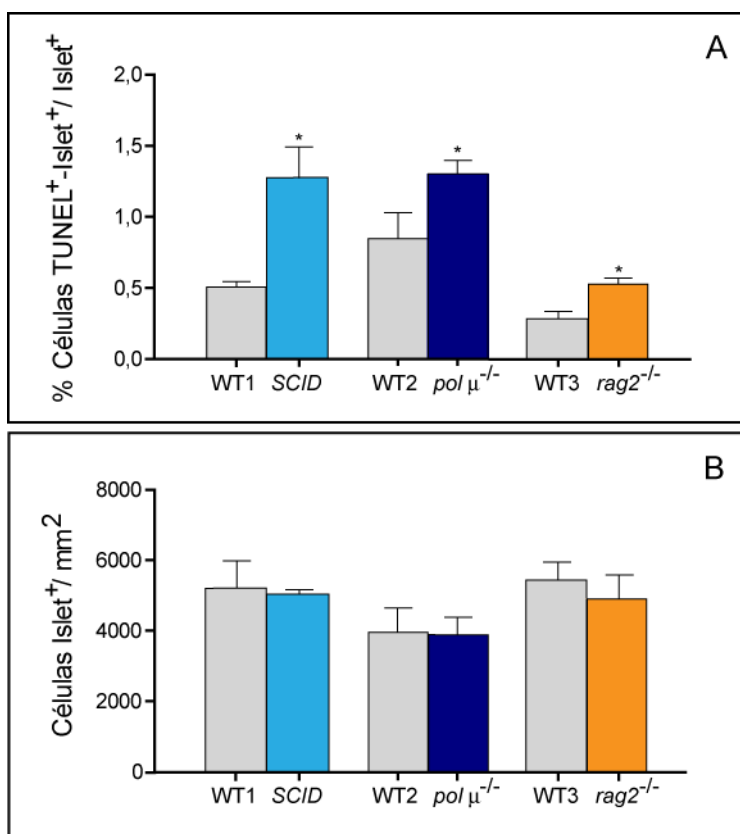 A
% Células TUNEL⁺-Islet⁺/ Islet⁺
2,0
1,5
1,0
0,5
0,0
* * *
WT1 SCID WT2 pol μ⁻/⁻ WT3 rag2⁻/⁻
B
Células Islet⁺/ mm²
8000
6000
4000
2000
0
WT1 SCID WT2 pol μ⁻/⁻ WT3 rag2⁻/⁻